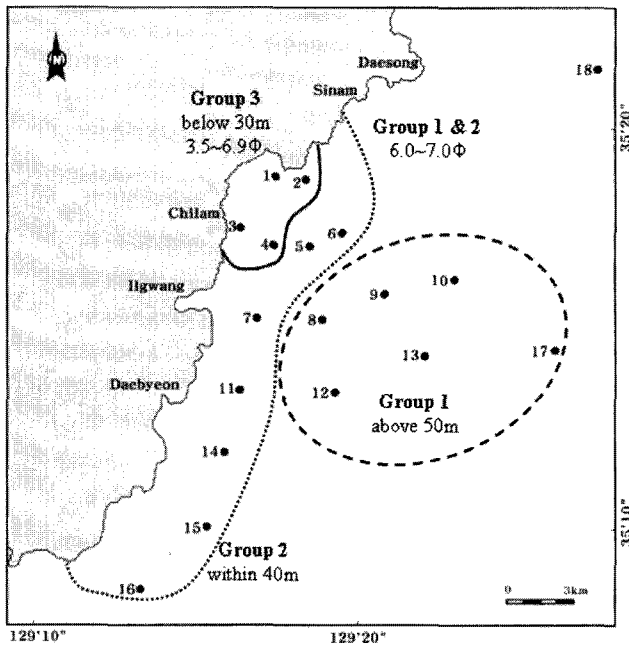 N
Daesong
18
Sinam
Group 3
below 30m
3.5~6.9Φ
Group 1 & 2
6.0~7.0Φ
35°20"
1
2
Chilam
3
4
5
6
Ilgwang
7
8
9
10
Daebyeon
11
12
13
17
Group 1
above 50m
14
15
Group 2
within 40m
16
35°10"
0 3km
129°10"
129°20"